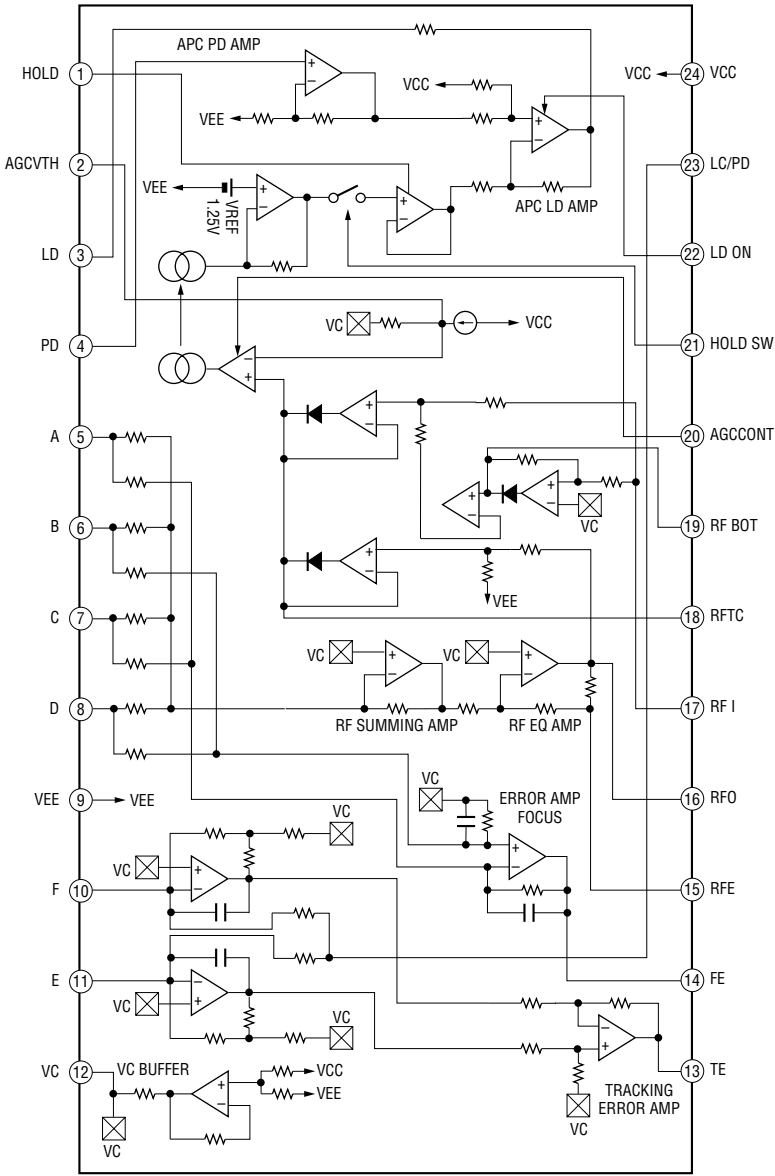 APC PD AMP
HOLD 1
VCC
VCC 24 VCC
VEE
AGCVTH 2
23 LC/PD
VEE
VREF
1.25V
APC LD AMP
LD 3
22 LD ON
VC
VCC
PD 4
21 HOLD SW
A 5
20 AGCCONT
VC
B 6
19 RF BOT
VEE
C 7
18 RFTC
VC
VC
D 8
RF SUMMING AMP
RF EQ AMP
17 RF I
VC
ERROR AMP
FOCUS
VEE 9 VEE
16 RFO
VC
VC
F 10
15 RFE
E 11
14 FE
VC
VC
VC 12
VC BUFFER
VCC
VEE
13 TE
TRACKING
ERROR AMP
VC
VC